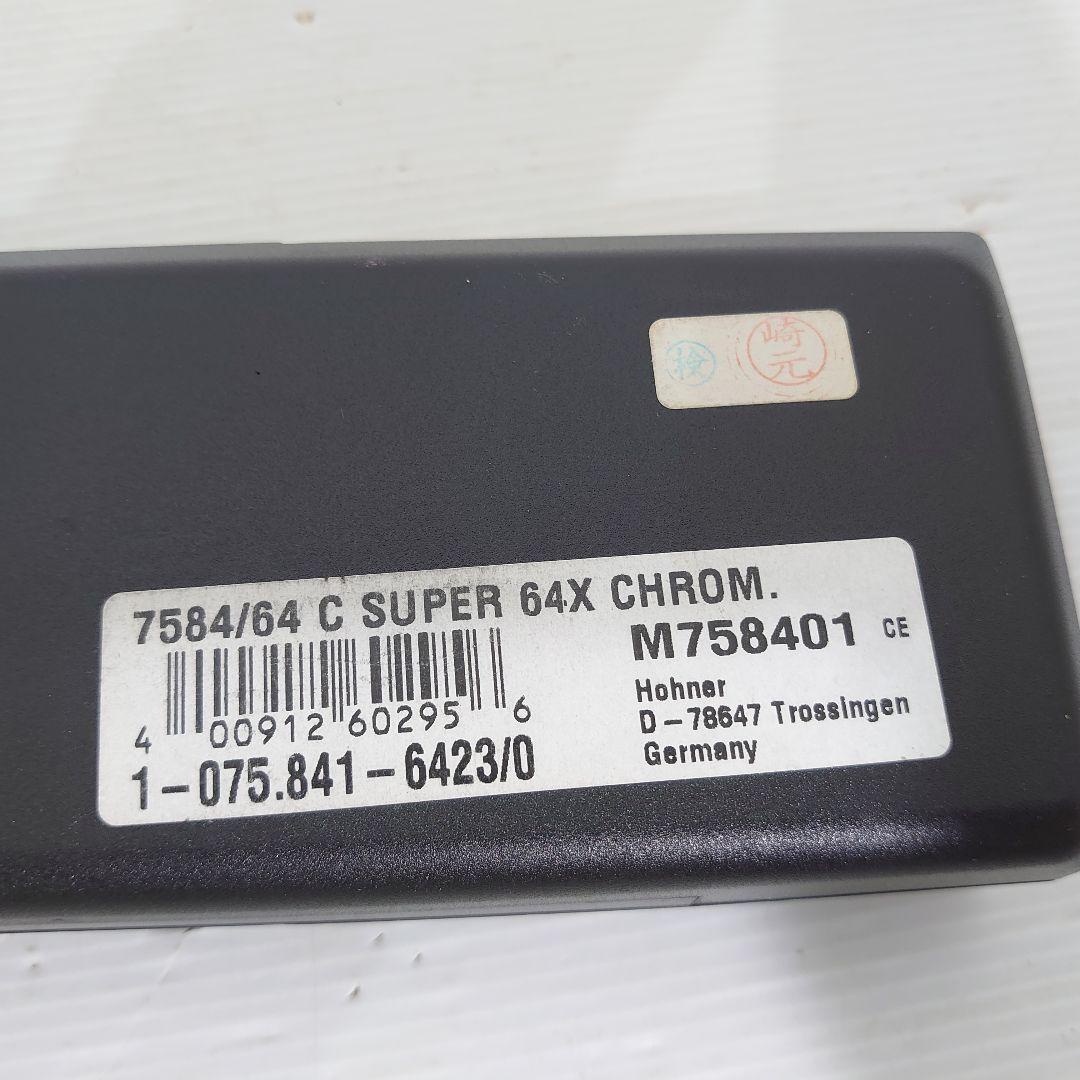 検
崎
元
7584/64 C SUPER 64X CHROM.
M758401 CE
4 00912 60295 6
Hohner
D-78647 Trossingen
Germany
1-075.841-6423/0